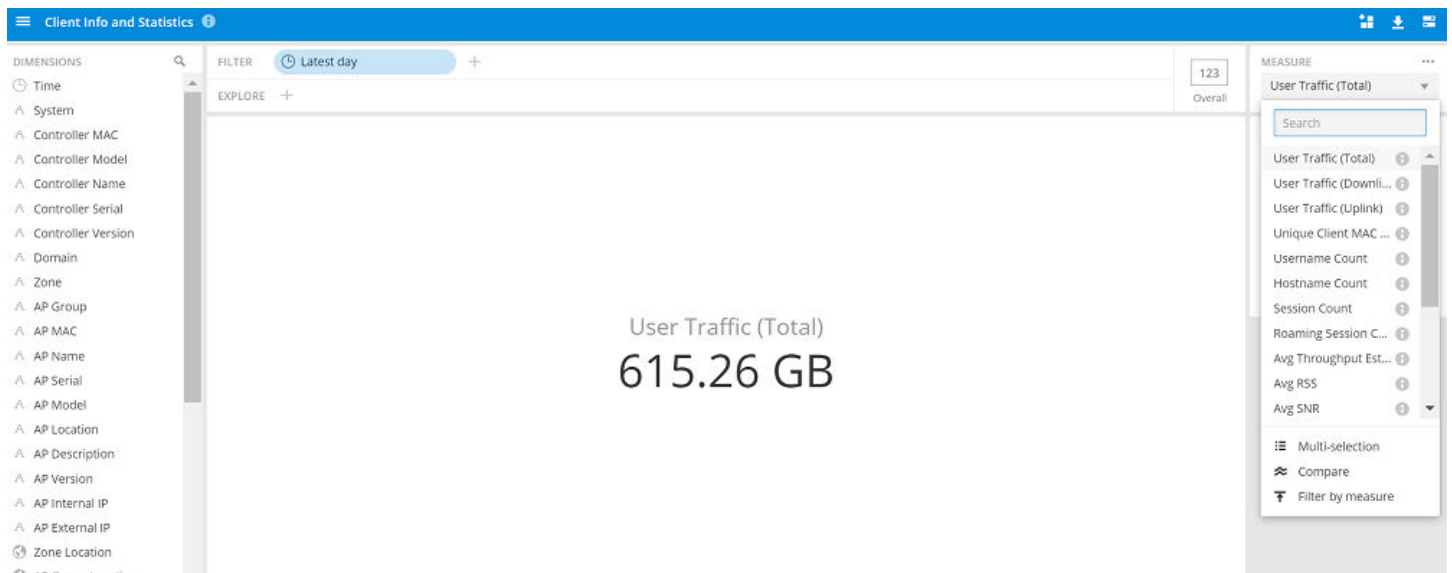 Client Info and Statistics
DIMENSIONS
Time
System
Controller MAC
Controller Model
Controller Name
Controller Serial
Controller Version
Domain
Zone
AP Group
AP MAC
AP Name
AP Serial
AP Model
AP Location
AP Description
AP Version
AP Internal IP
AP External IP
Zone Location
FILTER Latest day +
EXPLORE +
123
Overall
User Traffic (Total)
615.26 GB
MEASURE ...
User Traffic (Total)
Search
User Traffic (Total)
User Traffic (Downli...
User Traffic (Uplink)
Unique Client MAC ...
Username Count
Hostname Count
Session Count
Roaming Session C...
Avg Throughput Est...
Avg RSS
Avg SNR
Multi-selection
Compare
Filter by measure